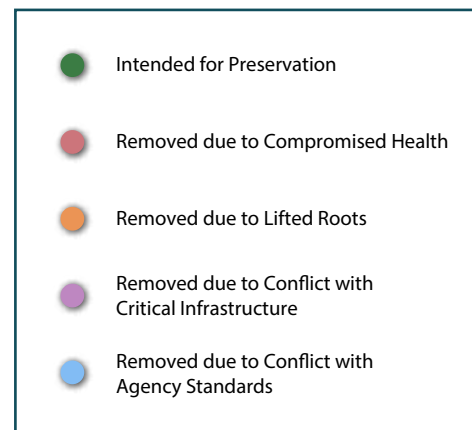 Intended for Preservation
Removed due to Compromised Health
Removed due to Lifted Roots
Removed due to Conflict with
Critical Infrastructure
Removed due to Conflict with
Agency Standards